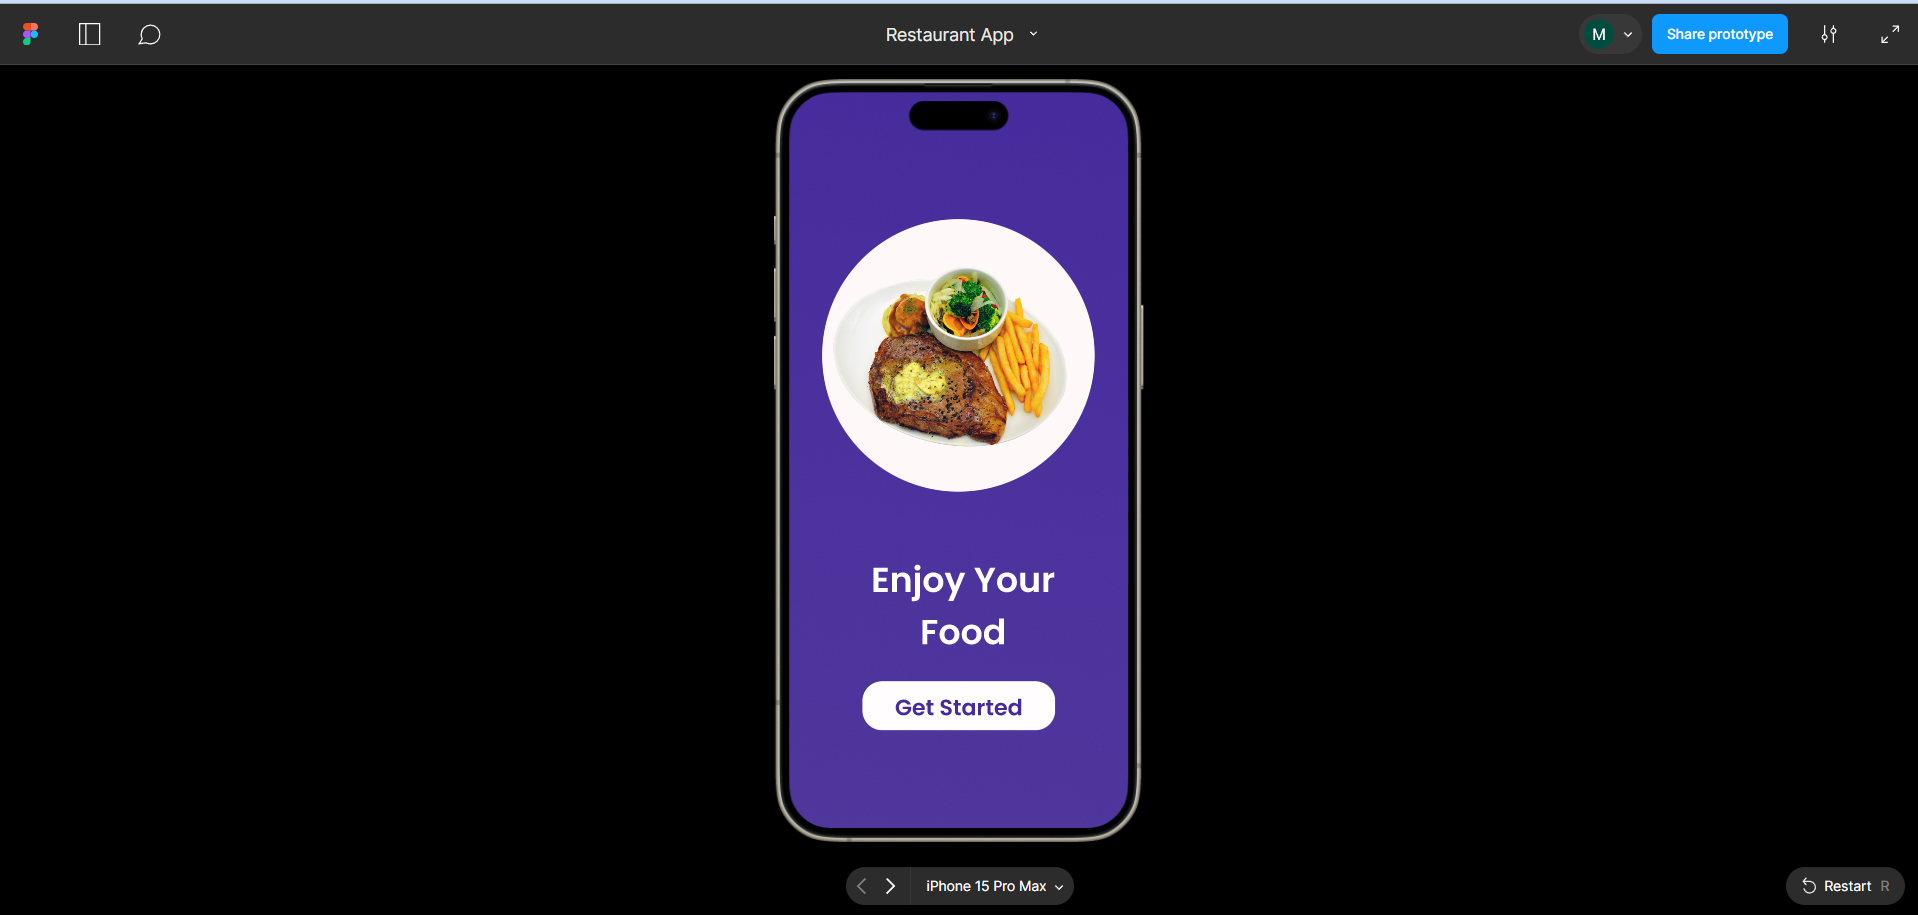 Restaurant App
M
Share prototype
Enjoy Your
Food
Get Started
iPhone 15 Pro Max
Restart R